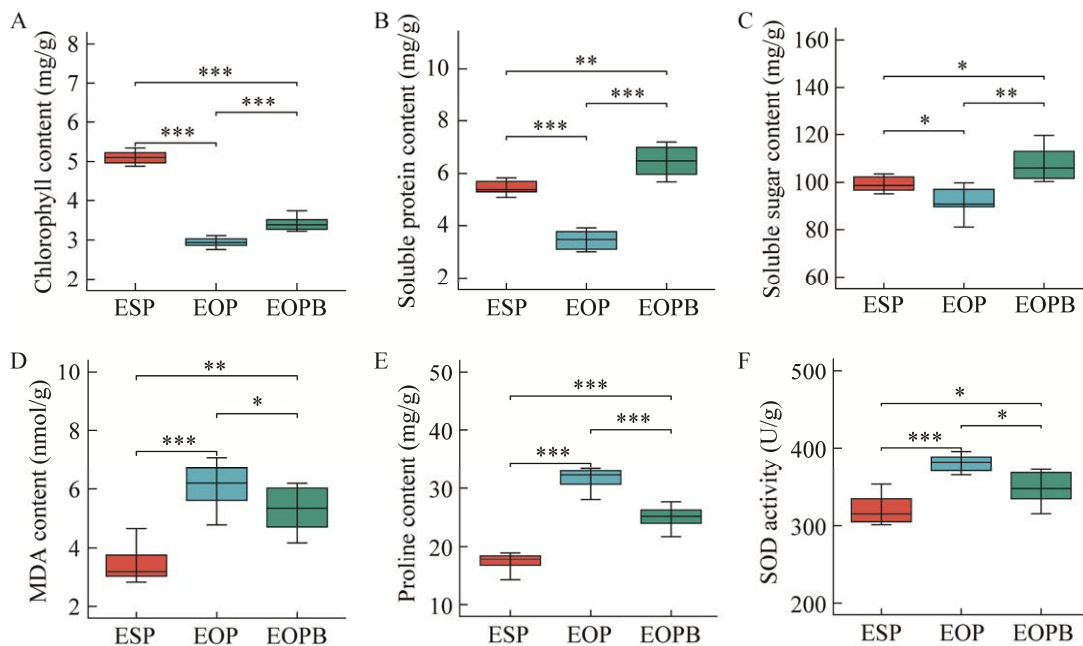 A
Chlorophyll content (mg/g)
8
7
6
5
4
3
2
***
***
***
ESP EOP EOPB
B
Soluble protein content (mg/g)
10
8
6
4
2
**
***
***
ESP EOP EOPB
C
Soluble sugar content (mg/g)
160
140
120
100
80
60
*
**
*
ESP EOP EOPB
D
MDA content (nmol/g)
10
8
6
4
2
**
*
***
ESP EOP EOPB
E
Proline content (mg/g)
50
40
30
20
10
***
***
***
ESP EOP EOPB
F
SOD activity (U/g)
500
400
300
200
*
*
***
ESP EOP EOPB